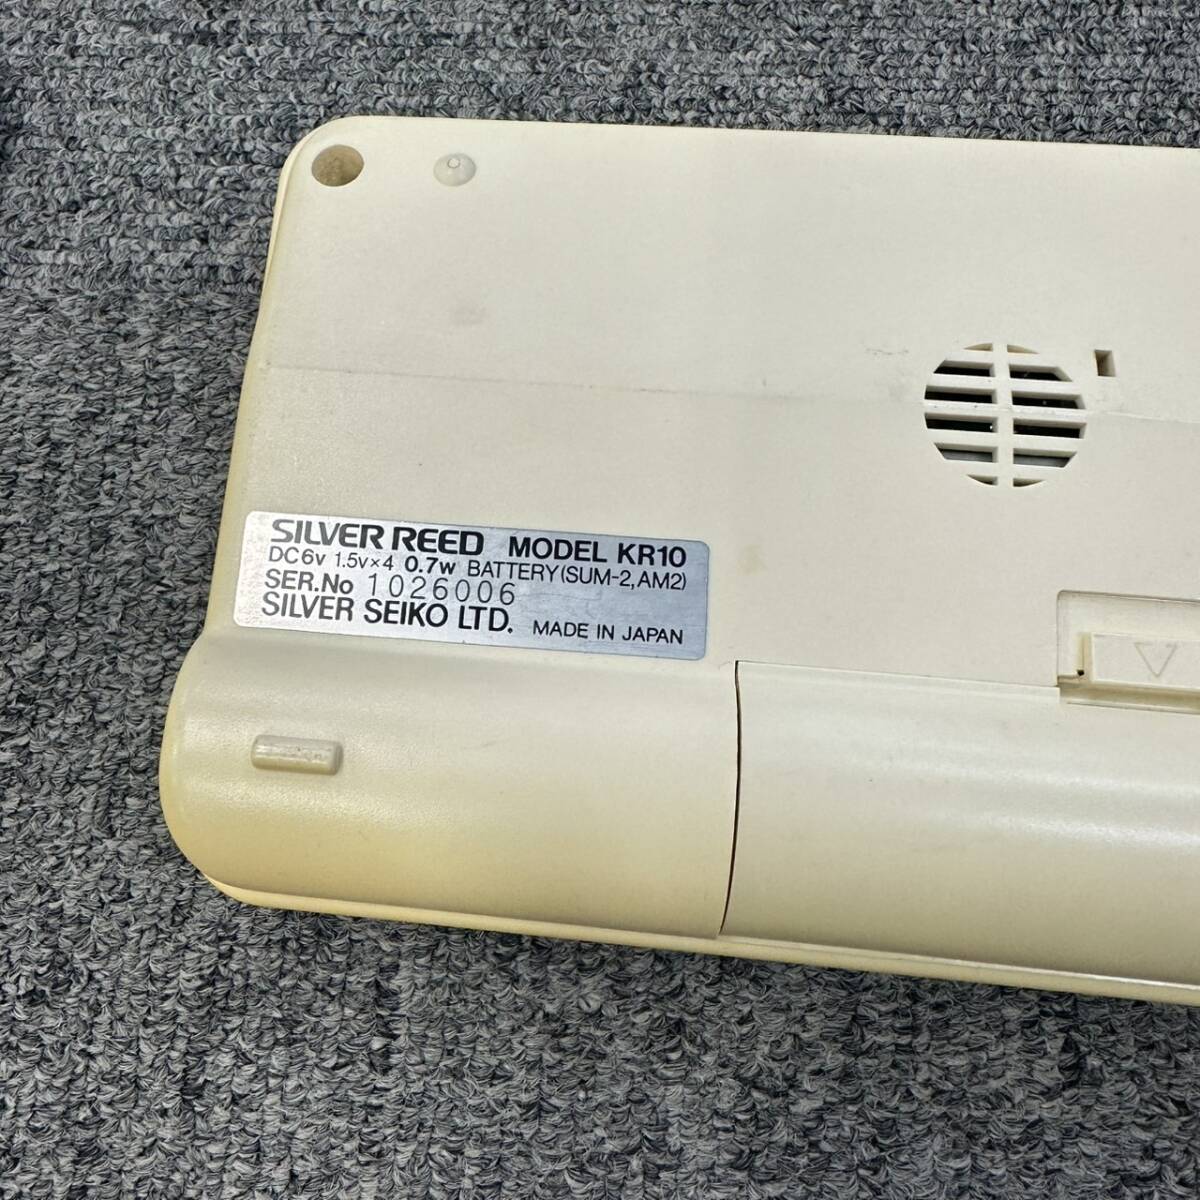 SILVER REED MODEL KR10
DC6v 1.5v×4 0.7w BATTERY(SUM-2,AM2)
SER.No 1026006
SILVER SEIKO LTD. MADE IN JAPAN